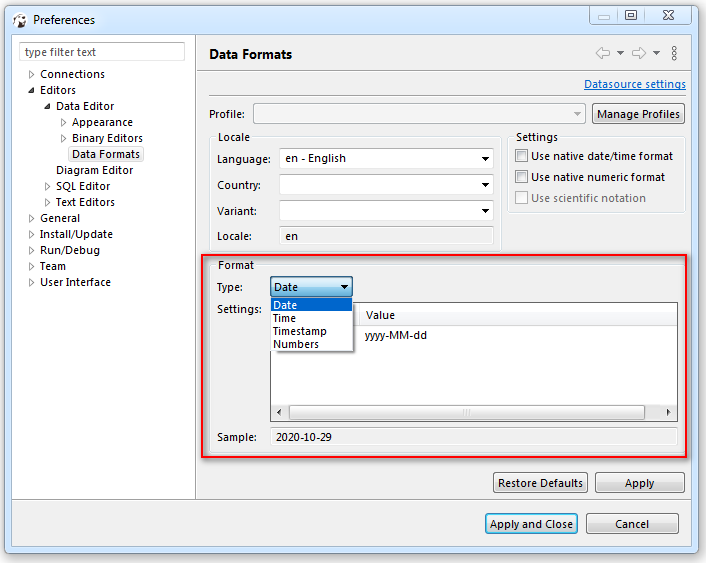 Preferences
type filter text
Connections
Editors
Data Editor
Appearance
Binary Editors
Data Formats
Diagram Editor
SQL Editor
Text Editors
General
Install/Update
Run/Debug
Team
User Interface
Data Formats
Datasource settings
Profile:
Manage Profiles
Locale
Language: en - English
Country:
Variant:
Locale: en
Settings
Use native date/time format
Use native numeric format
Use scientific notation
Format
Type: Date
Date
Time
Timestamp
Numbers
Settings:
Value
yyyy-MM-dd
Sample: 2020-10-29
Restore Defaults Apply
Apply and Close Cancel